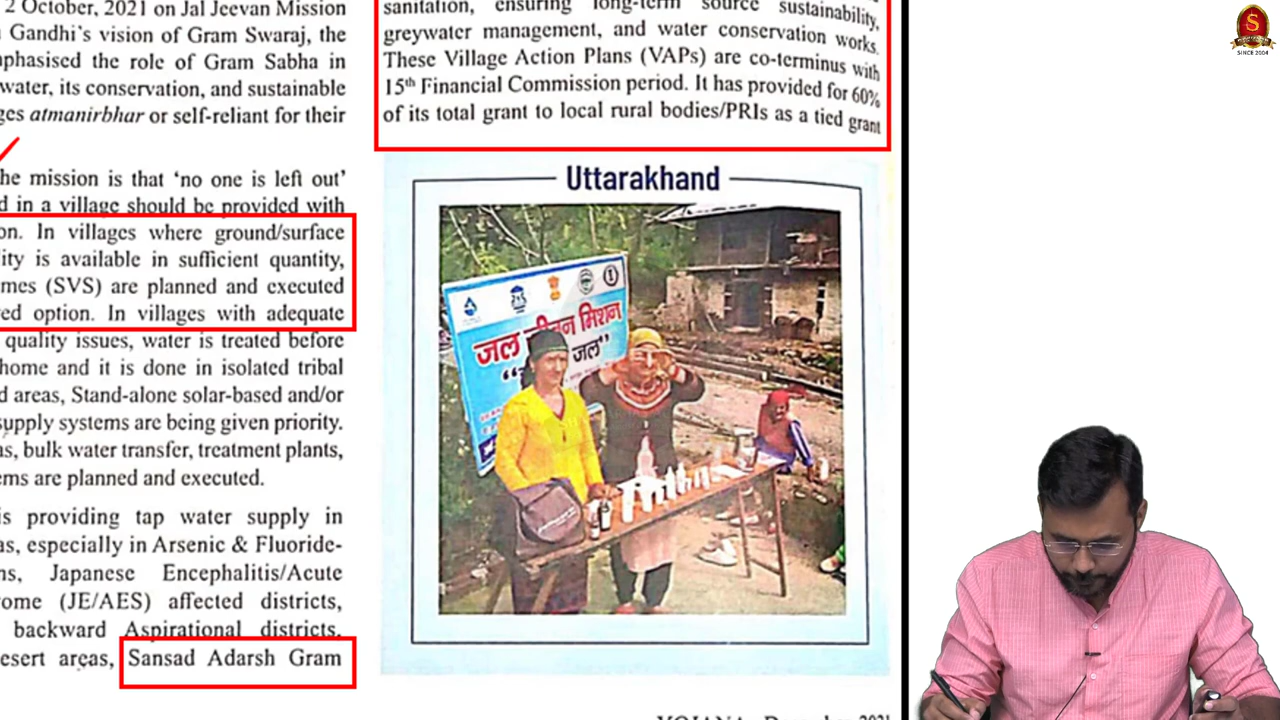 2 October, 2021 on Jal Jeevan Mission
Gandhi's vision of Gram Swaraj, the
phasised the role of Gram Sabha in
water, its conservation, and sustainable
ges atmanirbhar or self-reliant for their
he mission is that 'no one is left out'
d in a village should be provided with
on. In villages where ground/surface
ity is available in sufficient quantity,
mes (SVS) are planned and executed
ed option. In villages with adequate
quality issues, water is treated before
home and it is done in isolated tribal
d areas, Stand-alone solar-based and/or
supply systems are being given priority.
as, bulk water transfer, treatment plants,
ems are planned and executed.
is providing tap water supply in
as, especially in Arsenic & Fluoride-
ns, Japanese Encephalitis/Acute
ome (JE/AES) affected districts,
backward Aspirational districts,
esert areas, Sansad Adarsh Gram
sanitation, ensuring long-term source sustainability,
greywater management, and water conservation works.
These Village Action Plans (VAPs) are co-terminus with
15th Financial Commission period. It has provided for 60%
of its total grant to local rural bodies/PRIs as a tied grant
Uttarakhand
जल जीवन मिशन
जल"
YOJANA December 2021
S
SINCE 2004